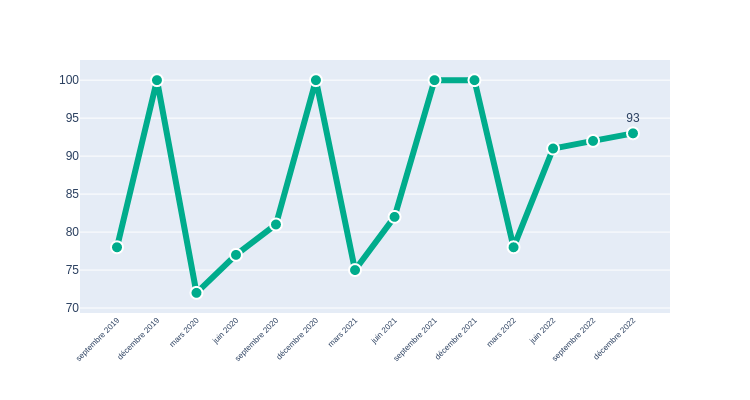 100
95
90
85
80
75
70
93
septembre 2019
décembre 2019
mars 2020
juin 2020
septembre 2020
décembre 2020
mars 2021
juin 2021
septembre 2021
décembre 2021
mars 2022
juin 2022
septembre 2022
décembre 2022